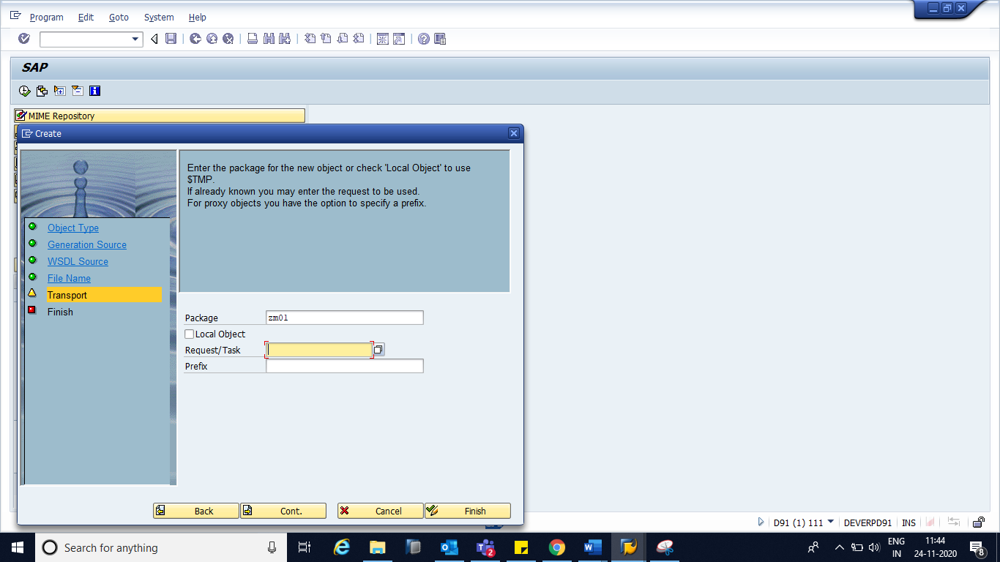 Program Edit Goto System Help
SAP
MIME Repository
Create
Enter the package for the new object or check 'Local Object' to use
$TMP.
If already known you may enter the request to be used.
For proxy objects you have the option to specify a prefix.
Object Type
Generation Source
WSDL Source
File Name
Transport
Finish
Package zm01
Local Object
Request/Task
Prefix
Back Cont. Cancel Finish
D91 (1) 111 DEVERPD91 INS
Search for anything
2
ENG
IN
11:44
24-11-2020
8